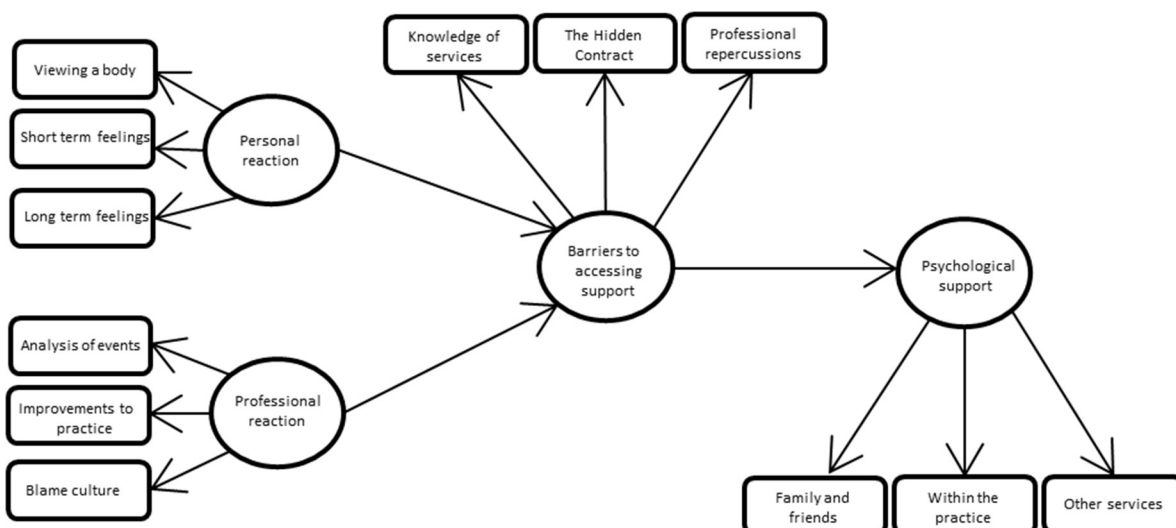 Viewing a body
Short term feelings
Long term feelings
Personal
reaction
Knowledge of
services
The Hidden
Contract
Professional
repercussions
Barriers to
accessing
support
Psychological
support
Analysis of events
Improvements to
practice
Blame culture
Professional
reaction
Family and
friends
Within the
practice
Other services